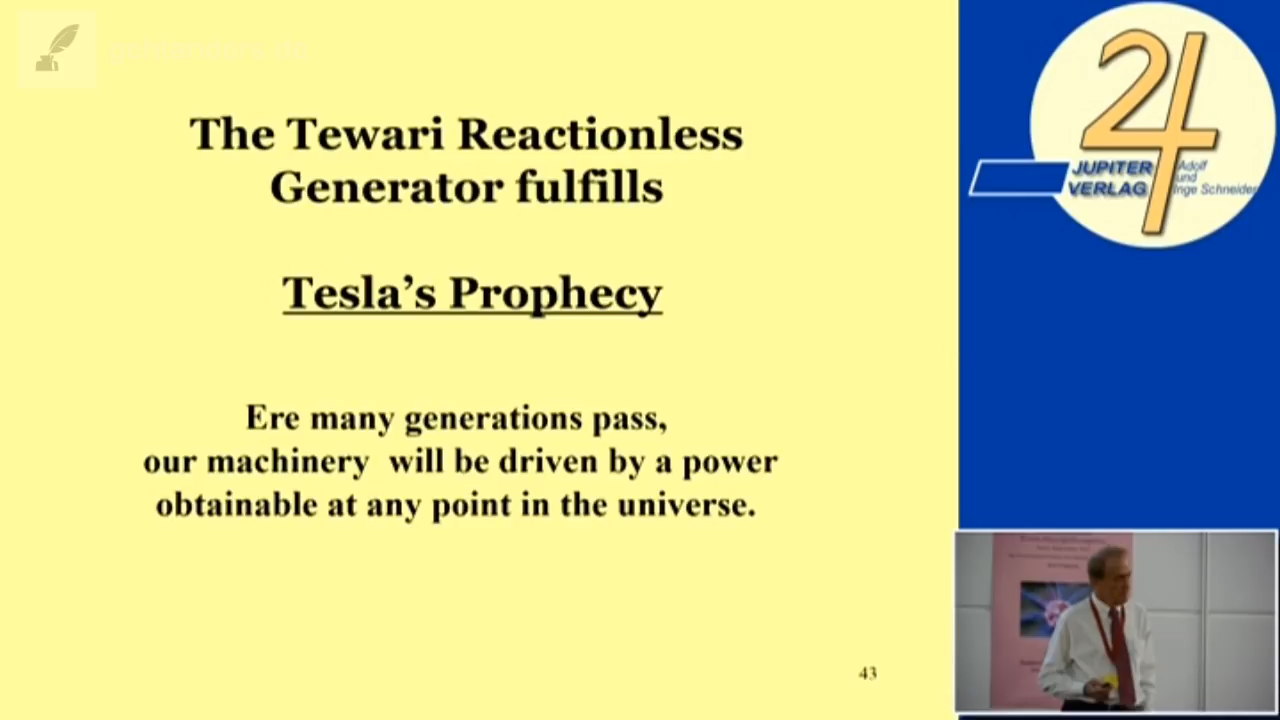 The Tewari Reactionless
Generator fulfills
Tesla's Prophecy
Ere many generations pass,
our machinery will be driven by a power
obtainable at any point in the universe.
43
JUPITER
VERLAG
Adolf
und
Inge Schneider